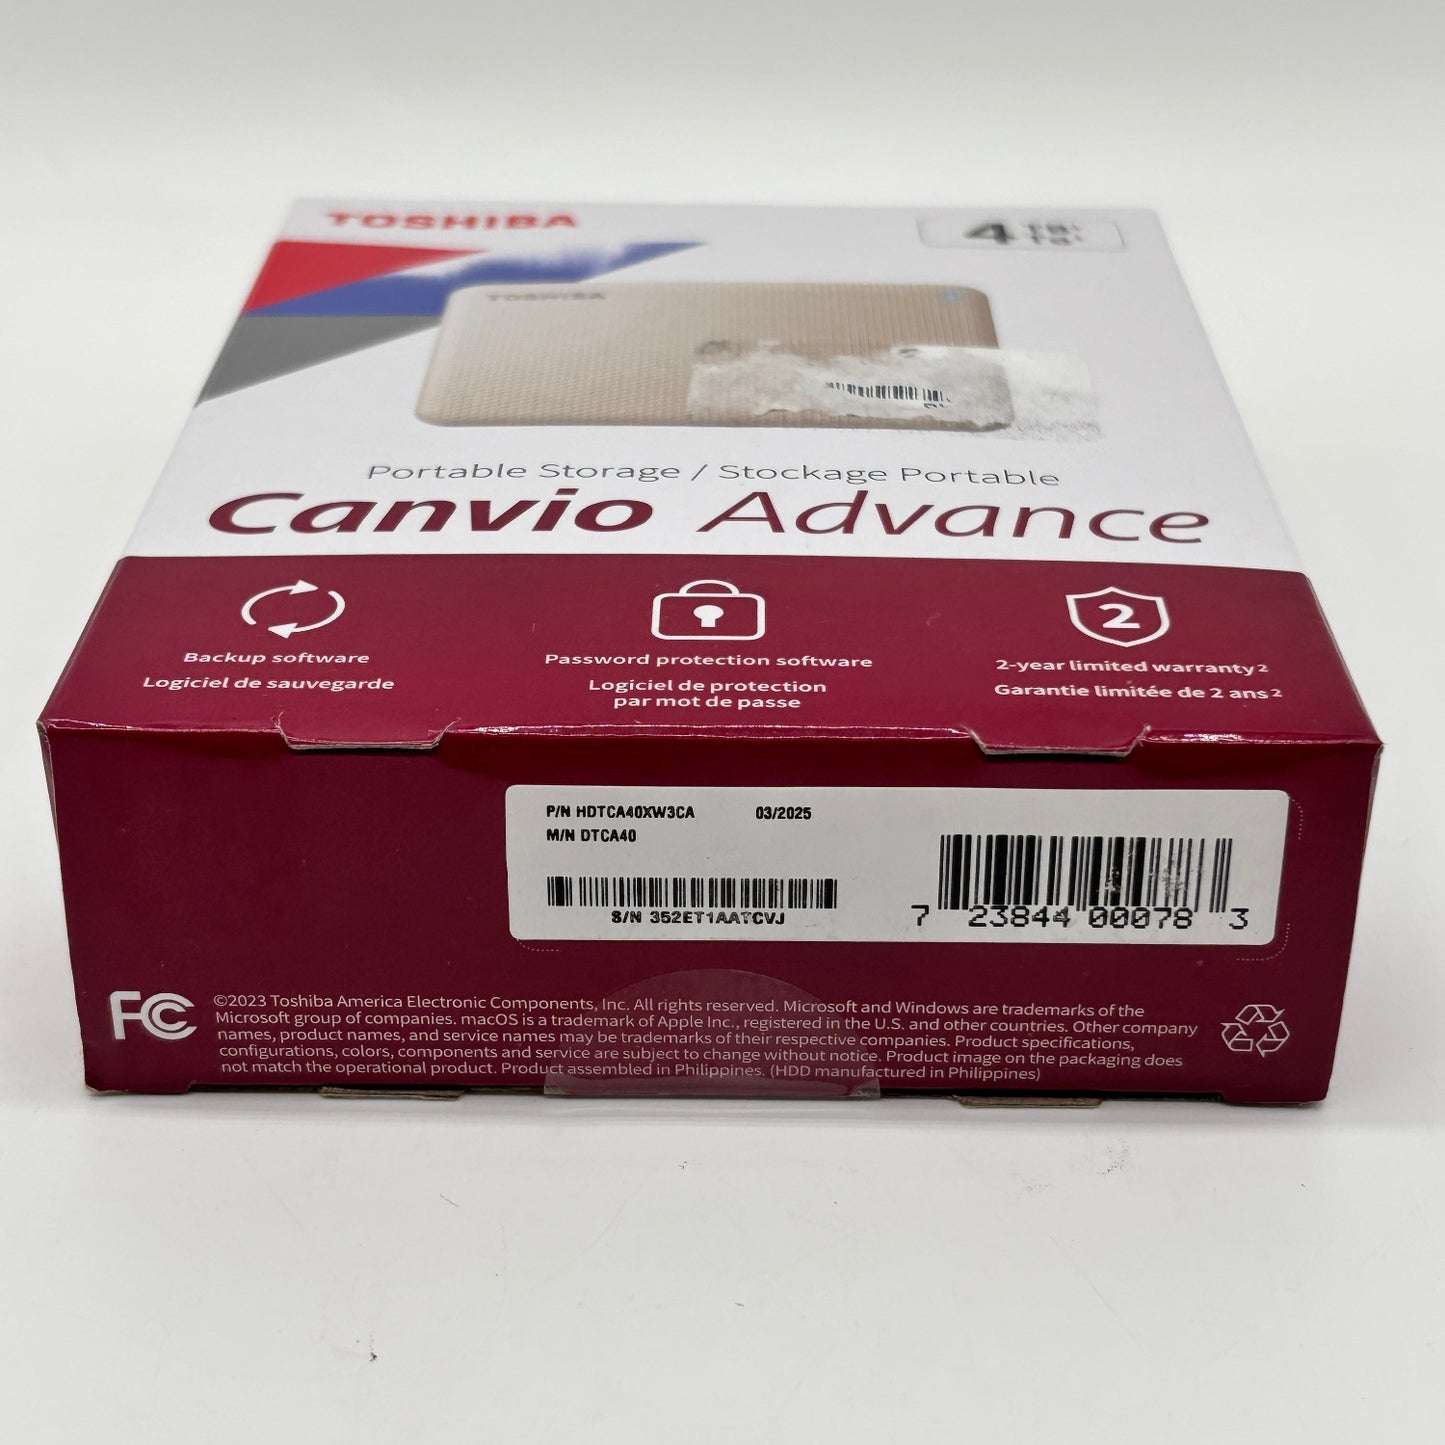 TOSHIBA
4 TB¹
To¹
TOSHIBA
Portable Storage / Stockage Portable
Canvio Advance
2
Backup software
Logiciel de sauvegarde
Password protection software
Logiciel de protection
par mot de passe
2-year limited warranty 2
Garantie limitée de 2 ans 2
P/N HDTCA40XW3CA 03/2025
M/N DTCA40
S/N 352ET1AATCVJ
7 23844 00078 3
FC
©2023 Toshiba America Electronic Components, Inc. All rights reserved. Microsoft and Windows are trademarks of the
Microsoft group of companies. macOS is a trademark of Apple Inc., registered in the U.S. and other countries. Other company
names, product names, and service names may be trademarks of their respective companies. Product specifications,
configurations, colors, components and service are subject to change without notice. Product image on the packaging does
not match the operational product. Product assembled in Philippines. (HDD manufactured in Philippines)